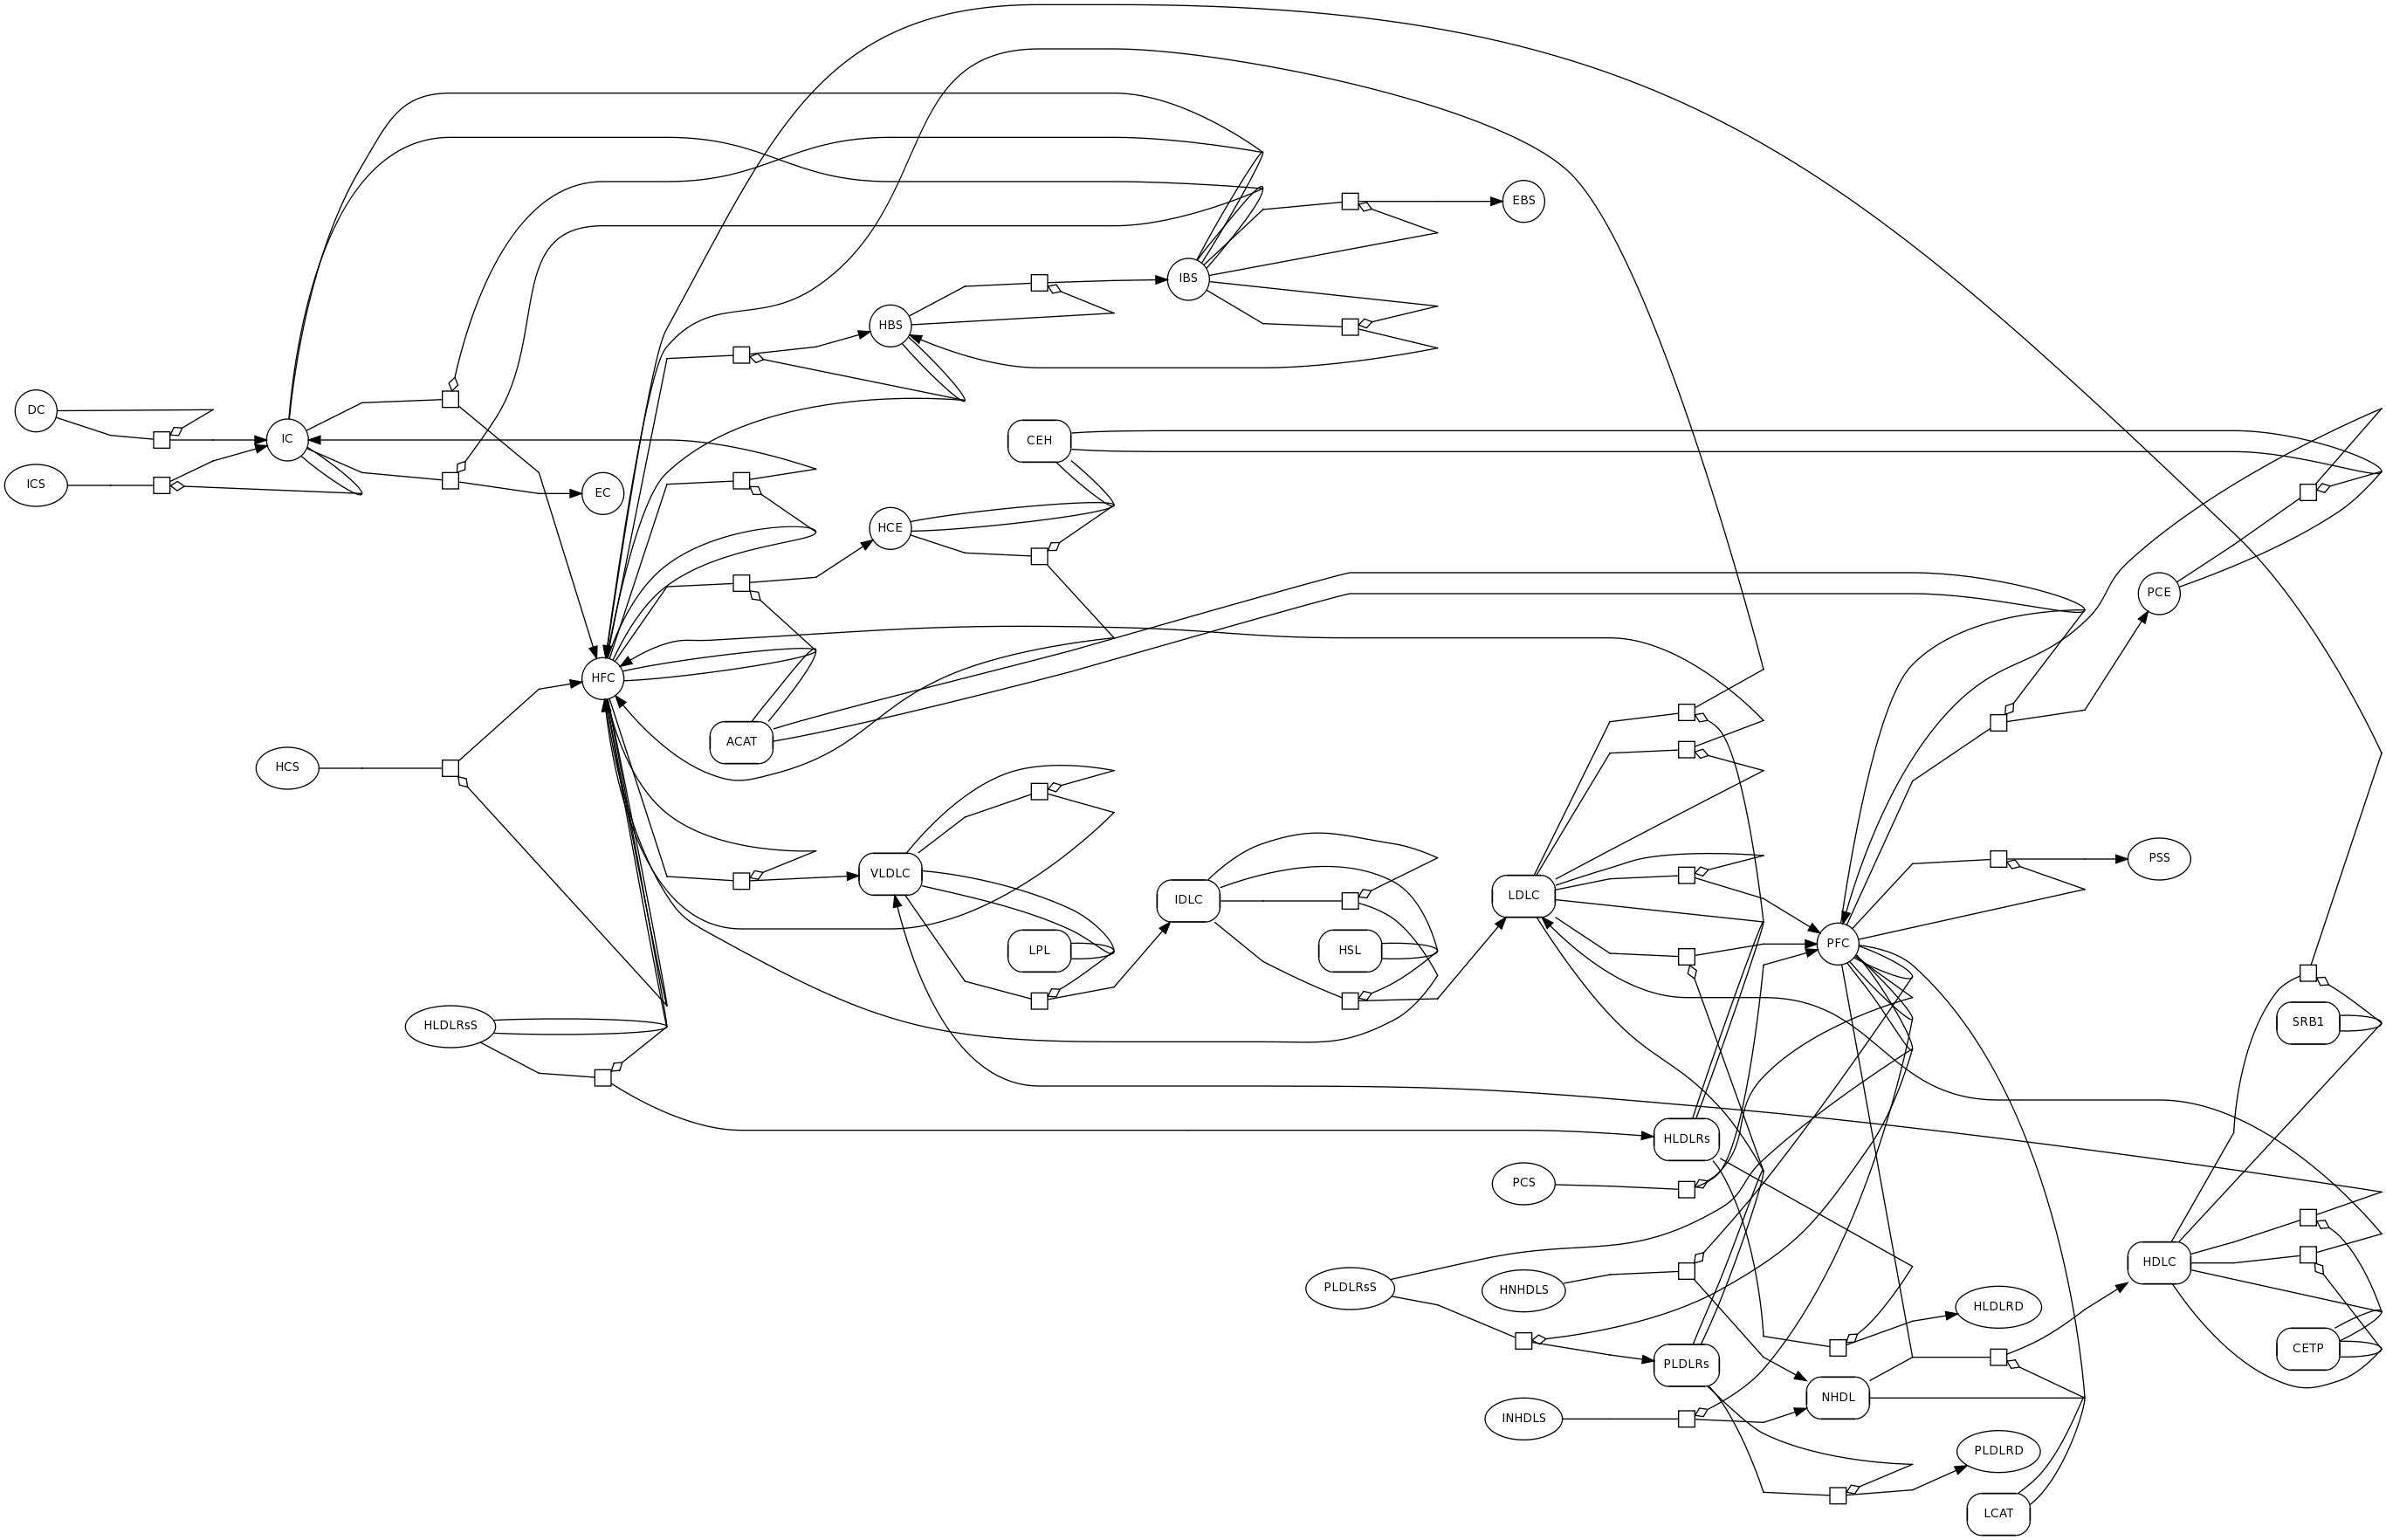 EBS
IBS
HBS
DC
IC
CEH
ICS
EC
HCE
PCE
HFC
ACAT
HCS
PSS
VLDLC
IDLC
LDLC
PFC
LPL
HSL
SRB1
HLDLRsS
HLDLRs
PCS
HDLC
PLDLRsS
HNHDLS
HLDLRD
CETP
PLDLRs
NHDL
INHDLS
PLDLRD
LCAT